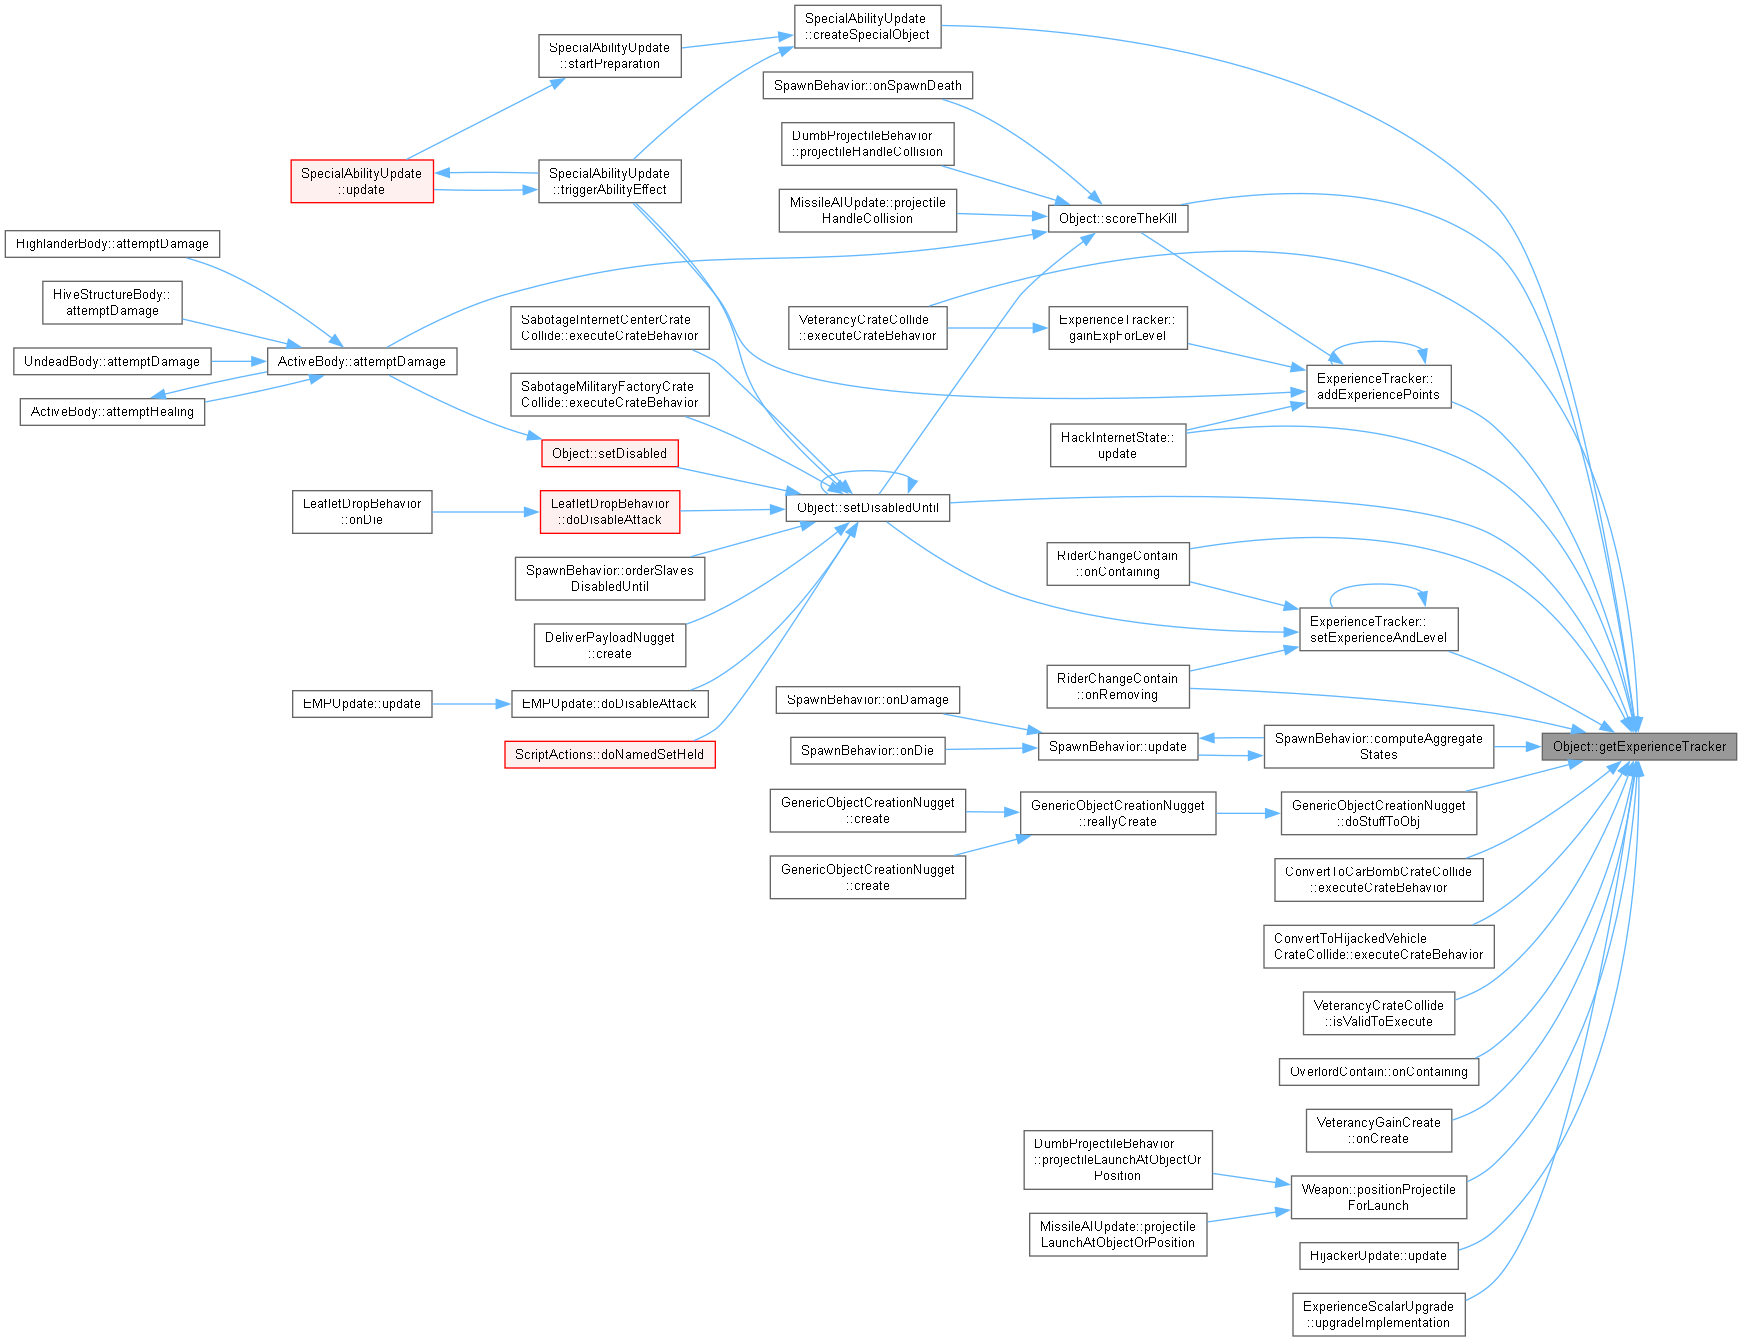 SpecialAbilityUpdate
::createSpecialObject
SpecialAbilityUpdate
::startPreparation
SpawnBehavior::onSpawnDeath
DumbProjectileBehavior
::projectileHandleCollision
SpecialAbilityUpdate
::update
SpecialAbilityUpdate
::triggerAbilityEffect
MissileAIUpdate::projectile
HandleCollision
Object::scoreTheKill
HighlanderBody::attemptDamage
HiveStructureBody::
attemptDamage
SabotageInternetCenterCrate
Collide::executeCrateBehavior
VeterancyCrateCollide
::executeCrateBehavior
ExperienceTracker::
gainExpForLevel
UndeadBody::attemptDamage
ActiveBody::attemptDamage
ExperienceTracker::
addExperiencePoints
SabotageMilitaryFactoryCrate
Collide::executeCrateBehavior
ActiveBody::attemptHealing
HackInternetState::
update
Object::setDisabled
LeafletDropBehavior
::onDie
LeafletDropBehavior
::doDisableAttack
Object::setDisabledUntil
SpawnBehavior::orderSlaves
DisabledUntil
RiderChangeContain
::onContaining
DeliverPayloadNugget
::create
ExperienceTracker::
setExperienceAndLevel
RiderChangeContain
::onRemoving
EMPUpdate::update
EMPUpdate::doDisableAttack
SpawnBehavior::onDamage
ScriptActions::doNamedSetHeld
SpawnBehavior::onDie
SpawnBehavior::update
SpawnBehavior::computeAggregate
States
Object::getExperienceTracker
GenericObjectCreationNugget
::create
GenericObjectCreationNugget
::reallyCreate
GenericObjectCreationNugget
::doStuffToObj
GenericObjectCreationNugget
::create
ConvertToCarBombCrateCollide
::executeCrateBehavior
ConvertToHijackedVehicle
CrateCollide::executeCrateBehavior
VeterancyCrateCollide
::isValidToExecute
OverlordContain::onContaining
VeterancyGainCreate
::onCreate
DumbProjectileBehavior
::projectileLaunchAtObjectOr
Position
Weapon::positionProjectile
ForLaunch
MissileAIUpdate::projectile
LaunchAtObjectOrPosition
HijackerUpdate::update
ExperienceScalarUpgrade
::upgradeImplementation